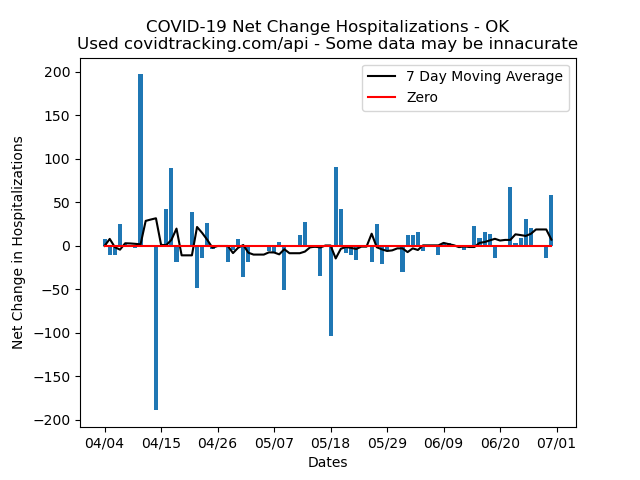 COVID-19 Net Change Hospitalizations - OK
Used covidtracking.com/api - Some data may be innacurate
7 Day Moving Average
Zero
Net Change in Hospitalizations
200
150
100
50
0
−50
−100
−150
−200
04/04 04/15 04/26 05/07 05/18 05/29 06/09 06/20 07/01
Dates